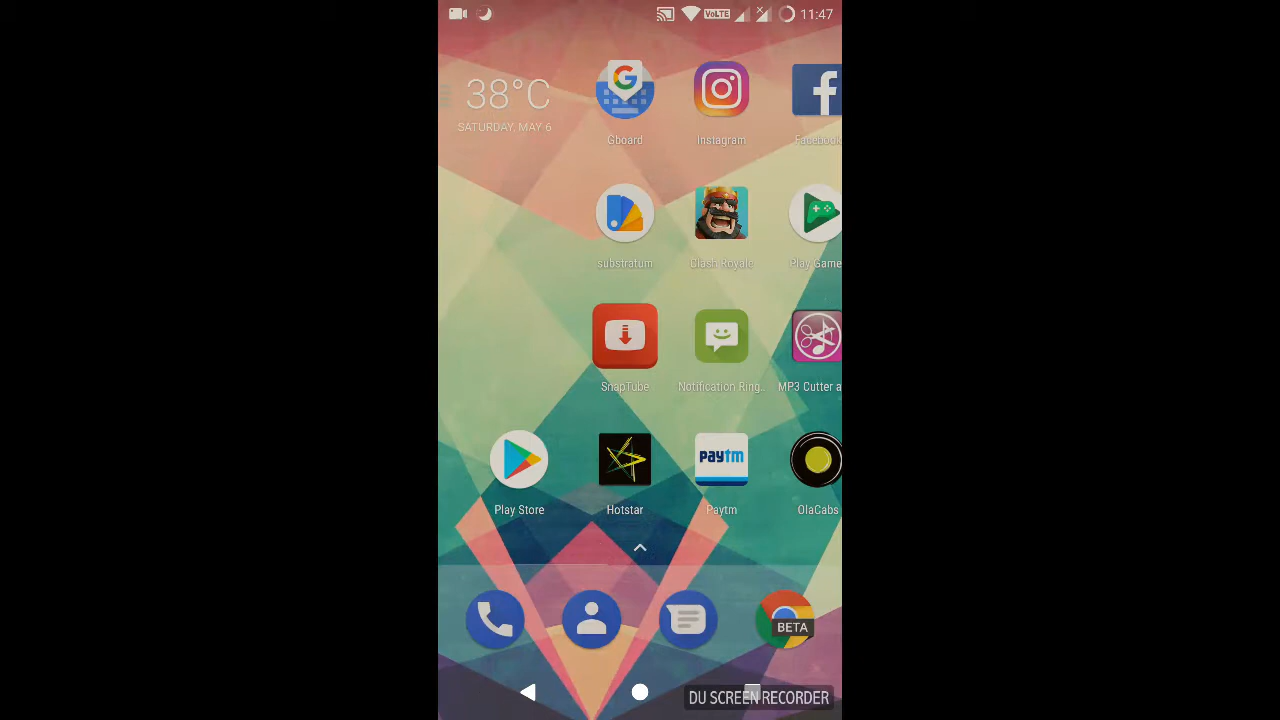 VoLTE 11:47
38°C
SATURDAY, MAY 6
Gboard Instagram Facebook
substratum Clash Royale Play Game
SnapTube Notification Ring.. MP3 Cutter a
paytm
Play Store Hotstar Paytm OlaCabs
BETA
DU SCREEN RECORDER